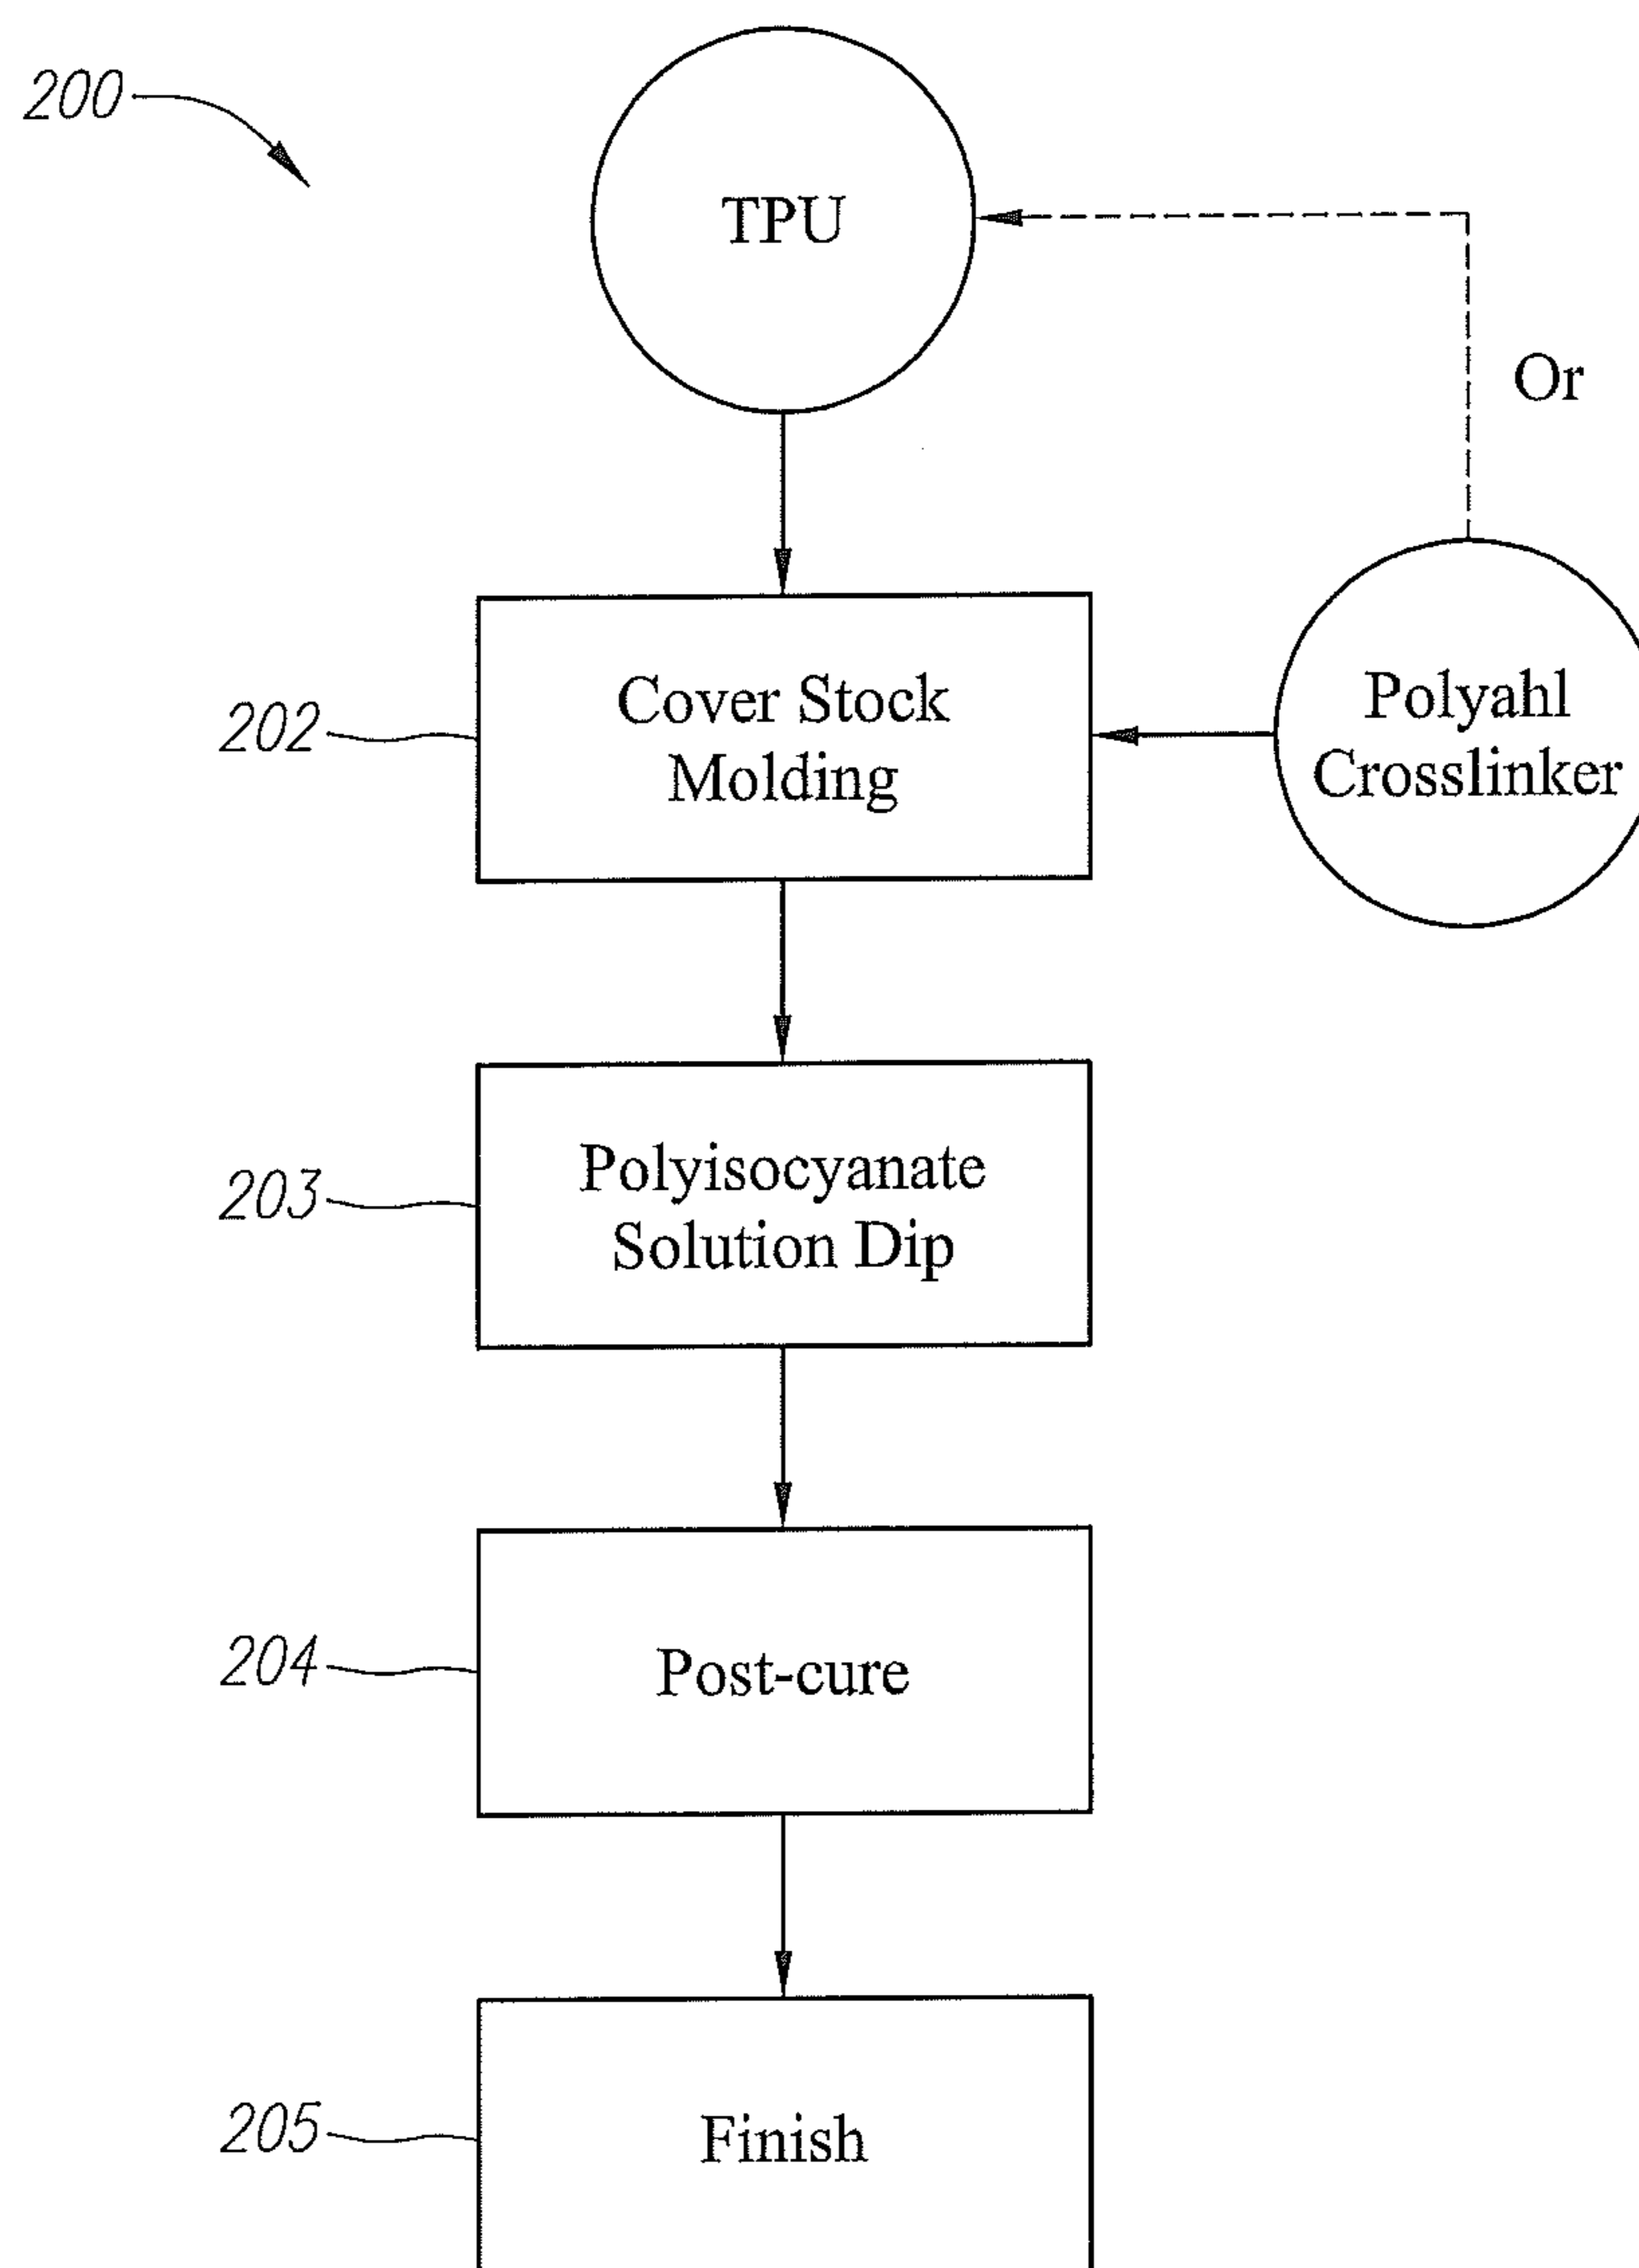 200
TPU
Or
Polyahl
Crosslinker
202
Cover Stock
Molding
203
Polyisocyanate
Solution Dip
204
Post-cure
205
Finish